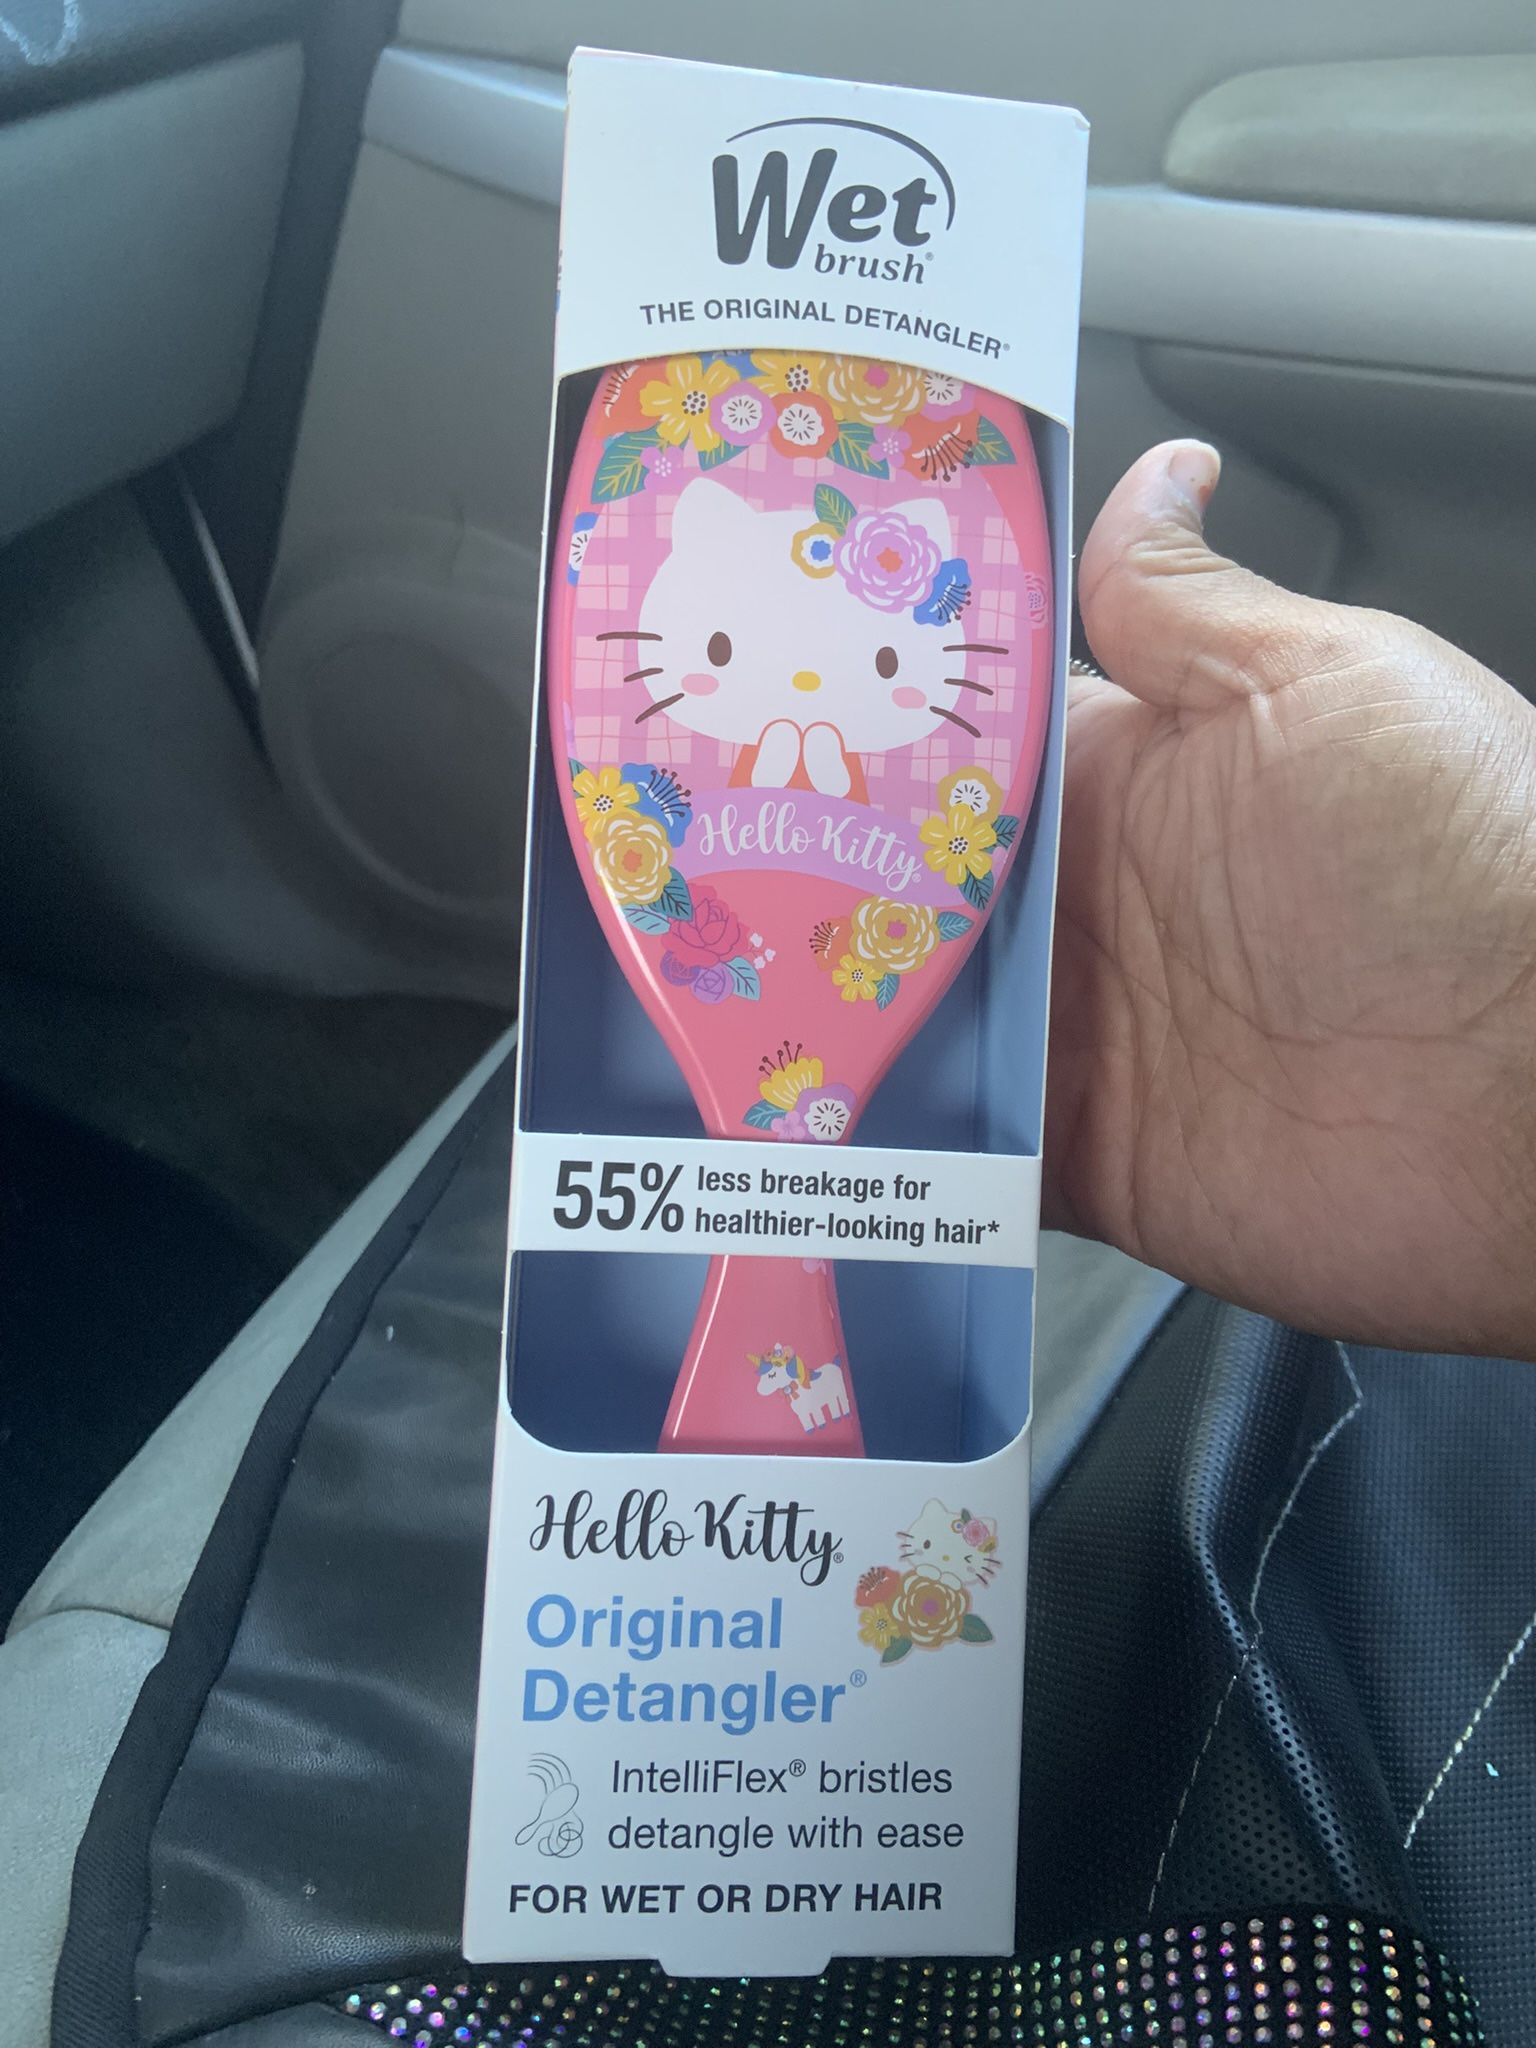 Wet
brush®
THE ORIGINAL DETANGLER®
Hello Kitty®
55% less breakage for
healthier-looking hair*
Hello Kitty®
Original
Detangler®
IntelliFlex® bristles
detangle with ease
FOR WET OR DRY HAIR